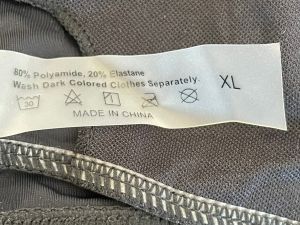 80% Polyamide, 20% Elastane
Wash Dark Colored Clothes Separately.
30
XL
MADE IN CHINA